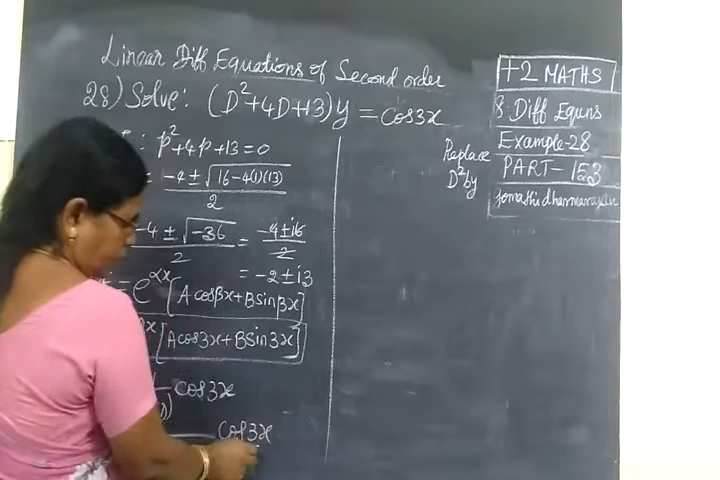 Linear Diff Equations of Second order
28) Solve: (D²+4D+13)y = cos3x
: p²+4p+13=0
= -4 ± √16-4(1)(13)
2
-4 ± √-36 = -4±i6
2 2
= -2±i3
= e^αx [A cosβx + B sinβx]
[A cos3x + B sin3x]
cos3x
cos3x
Replace
D² by
+2 MATHS
8. Diff Equns
Example-28
PART-153